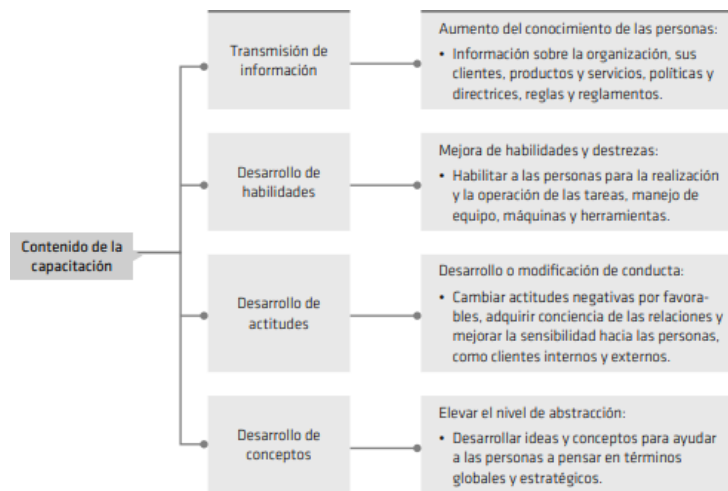 Contenido de la
capacitación
Transmisión de
información
Aumento del conocimiento de las personas:
• Información sobre la organización, sus
clientes, productos y servicios, políticas y
directrices, reglas y reglamentos.
Desarrollo de
habilidades
Mejora de habilidades y destrezas:
• Habilitar a las personas para la realización
y la operación de las tareas, manejo de
equipo, máquinas y herramientas.
Desarrollo de
actitudes
Desarrollo o modificación de conducta:
• Cambiar actitudes negativas por favora-
bles, adquirir conciencia de las relaciones y
mejorar la sensibilidad hacia las personas,
como clientes internos y externos.
Desarrollo de
conceptos
Elevar el nivel de abstracción:
• Desarrollar ideas y conceptos para ayudar
a las personas a pensar en términos
globales y estratégicos.